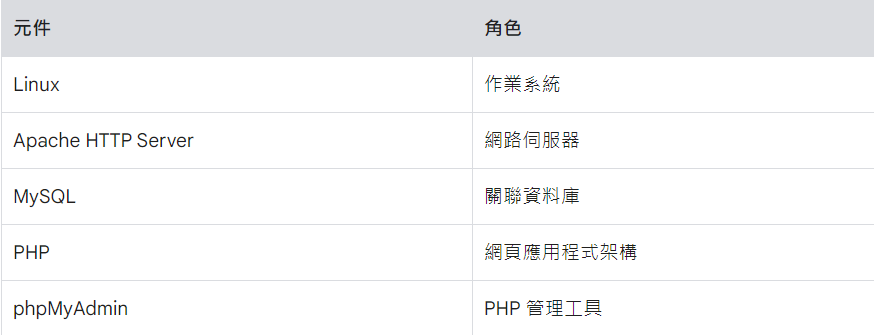 元件 角色
Linux 作業系統
Apache HTTP Server 網路伺服器
MySQL 關聯資料庫
PHP 網頁應用程式架構
phpMyAdmin PHP 管理工具